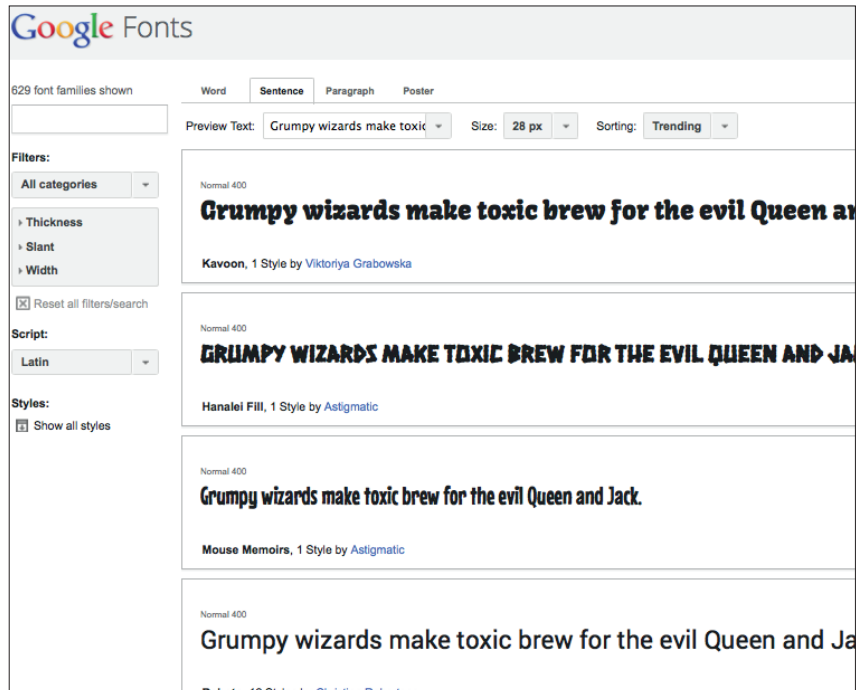 Google Fonts
629 font families shown
Word Sentence Paragraph Poster
Preview Text: Grumpy wizards make toxic Size: 28 px Sorting: Trending
Filters:
All categories
Thickness
Slant
Width
Reset all filters/search
Script:
Latin
Styles:
Show all styles
Normal 400
Grumpy wizards make toxic brew for the evil Queen an
Kavoon, 1 Style by Viktoriya Grabowska
Normal 400
GRUMPY WIZARDS MAKE TOXIC BREW FOR THE EVIL QUEEN AND JA
Hanalei Fill, 1 Style by Astigmatic
Normal 400
Grumpy wizards make toxic brew for the evil Queen and Jack.
Mouse Memoirs, 1 Style by Astigmatic
Normal 400
Grumpy wizards make toxic brew for the evil Queen and Ja